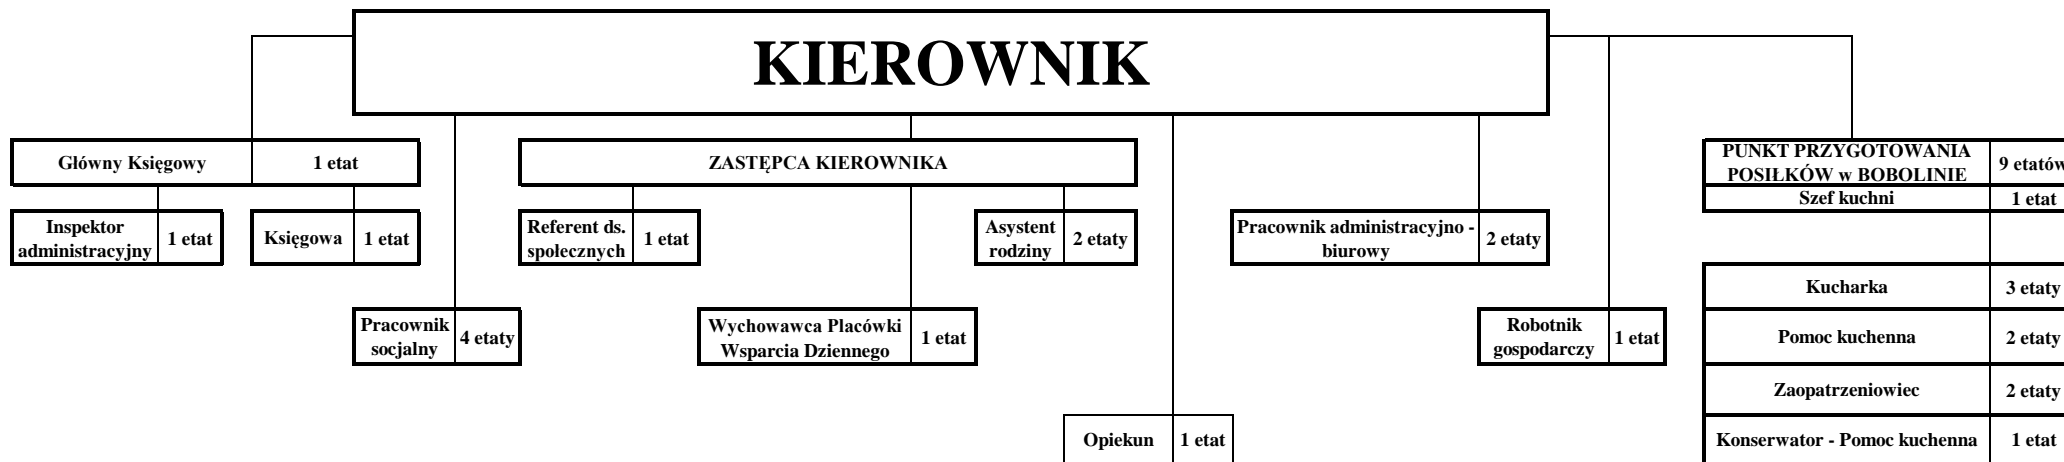 KIEROWNIK
Główny Księgowy 1 etat
ZASTĘPCA KIEROWNIKA
PUNKT PRZYGOTOWANIA
POSIŁKÓW w BOBOLINIE
9 etatów
Szef kuchni 1 etat
Inspektor
administracyjny
1 etat
Księgowa 1 etat
Referent ds.
społecznych
1 etat
Asystent
rodziny
2 etaty
Pracownik administracyjno -
biurowy
2 etaty
Kucharka 3 etaty
Pracownik
socjalny
4 etaty
Wychowawca Placówki
Wsparcia Dziennego
1 etat
Robotnik
gospodarczy
1 etat
Pomoc kuchenna 2 etaty
Zaopatrzeniowiec 2 etaty
Opiekun 1 etat
Konserwator - Pomoc kuchenna 1 etat